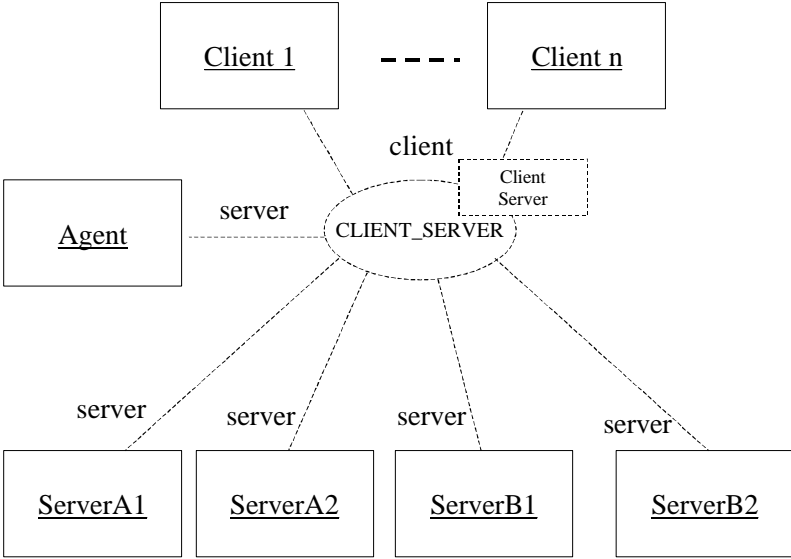 Client 1
Client n
client
Client
Server
server
Agent
CLIENT_SERVER
server
server
server
server
ServerA1
ServerA2
ServerB1
ServerB2